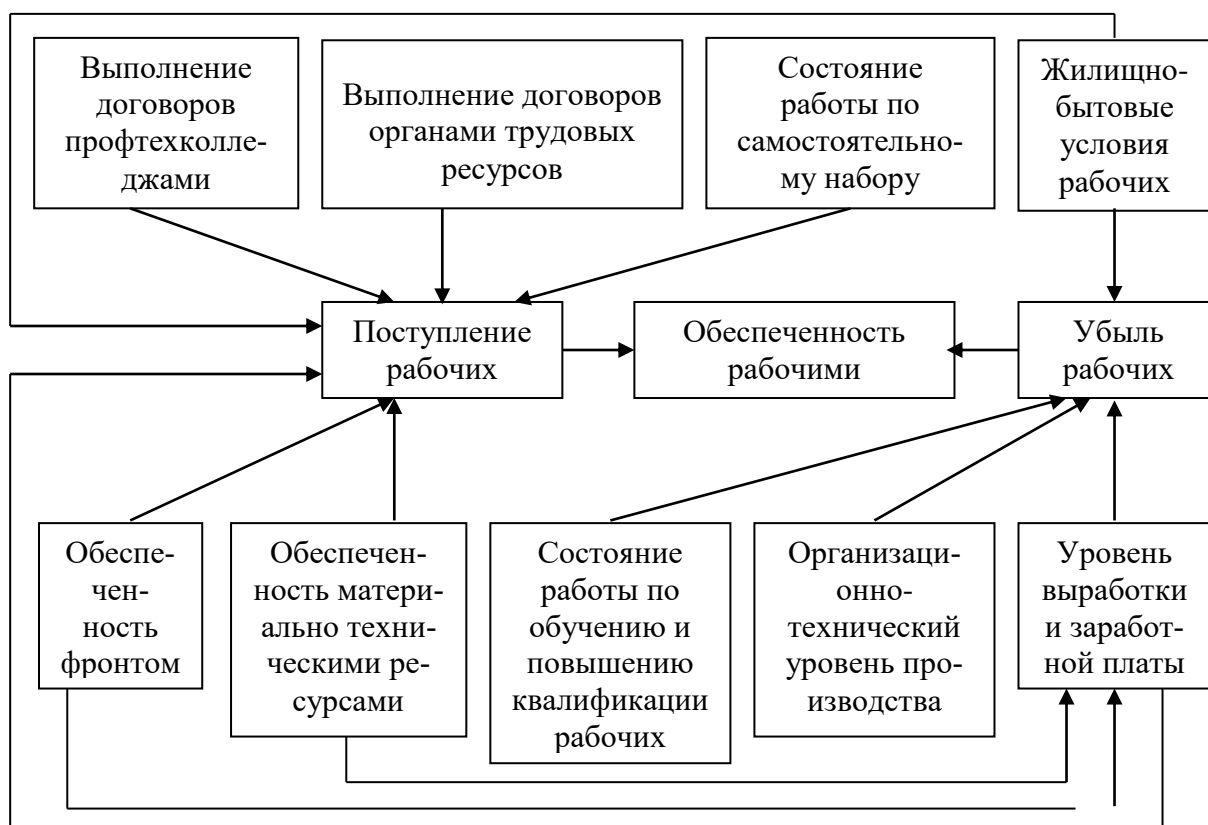 Выполнение
договоров
профтехколле-
джами
Выполнение договоров
органами трудовых
ресурсов
Состояние
работы по
самостоятельно-
му набору
Жилищно-
бытовые
условия
рабочих
Поступление
рабочих
Обеспеченность
рабочими
Убыль
рабочих
Обеспе-
чен-
ность
фронтом
Обеспечен-
ность матери-
ально техни-
ческими ре-
сурсами
Состояние
работы по
обучению и
повышению
квалификации
рабочих
Организаци-
онно-
технический
уровень про-
изводства
Уровень
выработки
и заработ-
ной платы